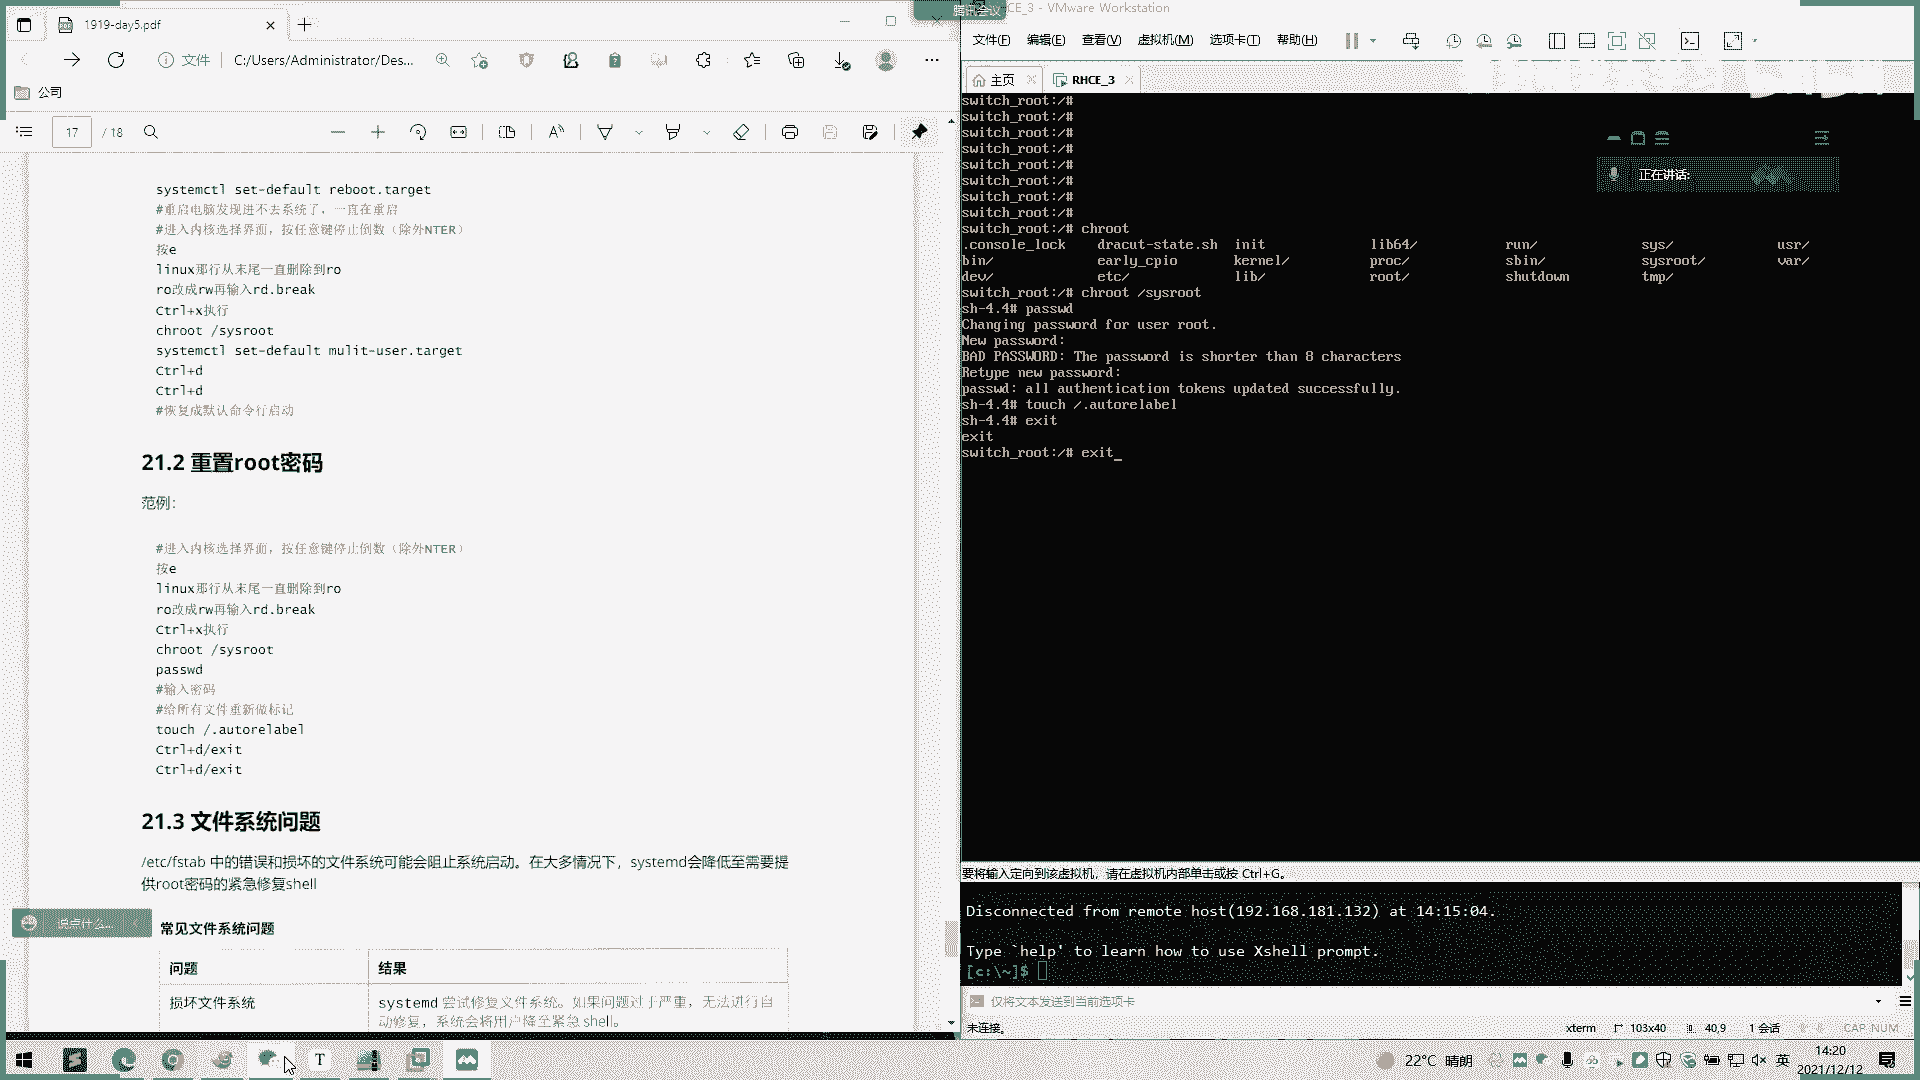 1919-day5.pdf
文件
C:/Users/Administrator/Des...
公司
17 / 18
systemctl set-default reboot.target
#重启电脑发现进不去系统了，一直在重启
#进入内核选择界面，按任意键停止倒数（除外NTER）
按e
linux那行从末尾一直删除到ro
ro改成rw再输入rd.break
Ctrl+x执行
chroot /sysroot
systemctl set-default mulit-user.target
Ctrl+d
Ctrl+d
#恢复成默认命令行启动
21.2 重置root密码
范例：
#进入内核选择界面，按任意键停止倒数（除外NTER）
按e
linux那行从末尾一直删除到ro
ro改成rw再输入rd.break
Ctrl+x执行
chroot /sysroot
passwd
#输入密码
#给所有文件重新做标记
touch /.autorelabel
Ctrl+d/exit
Ctrl+d/exit
21.3 文件系统问题
/etc/fstab 中的错误和损坏的文件系统可能会阻止系统启动。在大多情况下，systemd会降低至需要提
供root密码的紧急修复shell
说点什么...
常见文件系统问题
问题 结果
损坏文件系统 systemd 尝试修复文件系统。如果问题过于严重，无法进行自
动修复，系统会将用户降至紧急 shell。
腾讯会议
CE_3 - VMware Workstation
文件(F) 编辑(E) 查看(V) 虚拟机(M) 选项卡(T) 帮助(H)
主页 RHCE_3
正在讲话:
switch_root:/#
switch_root:/#
switch_root:/#
switch_root:/#
switch_root:/#
switch_root:/#
switch_root:/#
switch_root:/#
switch_root:/# chroot
.console_lock dracut-state.sh init lib64/ run/ sys/ usr/
bin/ early_cpio kernel/ proc/ sbin/ sysroot/ var/
dev/ etc/ lib/ root/ shutdown tmp/
switch_root:/# chroot /sysroot
sh-4.4# passwd
Changing password for user root.
New password:
BAD PASSWORD: The password is shorter than 8 characters
Retype new password:
passwd: all authentication tokens updated successfully.
sh-4.4# touch /.autorelabel
sh-4.4# exit
exit
switch_root:/# exit_
要将输入定向到该虚拟机，请在虚拟机内部单击或按 Ctrl+G。
Disconnected from remote host(192.168.181.132) at 14:15:04.
Type `help' to learn how to use Xshell prompt.
[c:\~]$
仅将文本发送到当前选项卡
未连接。 xterm 103x40 40,9 1 会话 CAP NUM
22°C 晴朗 英 14:20
2021/12/12